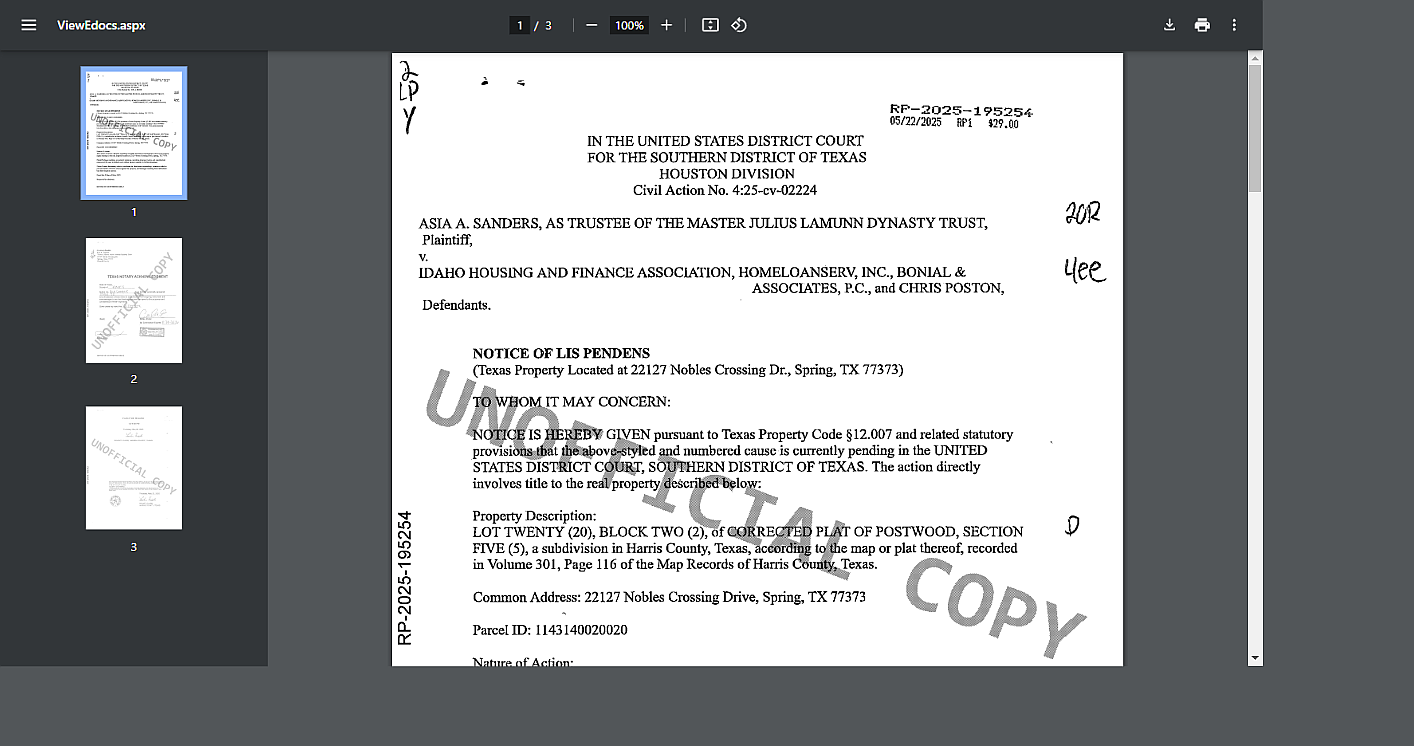 ViewEdocs.aspx
1 / 3
100%
1
2
3
2
LP
Y
RP-2025-195254
05/22/2025 RP1 $29.00
IN THE UNITED STATES DISTRICT COURT
FOR THE SOUTHERN DISTRICT OF TEXAS
HOUSTON DIVISION
Civil Action No. 4:25-cv-02224
20R
4ee
ASIA A. SANDERS, AS TRUSTEE OF THE MASTER JULIUS LAMUNN DYNASTY TRUST,
Plaintiff,
v.
IDAHO HOUSING AND FINANCE ASSOCIATION, HOMELOANSERV, INC., BONIAL &
ASSOCIATES, P.C., and CHRIS POSTON,
Defendants.
NOTICE OF LIS PENDENS
(Texas Property Located at 22127 Nobles Crossing Dr., Spring, TX 77373)
TO WHOM IT MAY CONCERN:
NOTICE IS HEREBY GIVEN pursuant to Texas Property Code §12.007 and related statutory
provisions that the above-styled and numbered cause is currently pending in the UNITED
STATES DISTRICT COURT, SOUTHERN DISTRICT OF TEXAS. The action directly
involves title to the real property described below:
Property Description:
LOT TWENTY (20), BLOCK TWO (2), of CORRECTED PLAT OF POSTWOOD, SECTION
FIVE (5), a subdivision in Harris County, Texas, according to the map or plat thereof, recorded
in Volume 301, Page 116 of the Map Records of Harris County, Texas.
D
Common Address: 22127 Nobles Crossing Drive, Spring, TX 77373
Parcel ID: 1143140020020
Nature of Action:
RP-2025-195254
UNOFFICIAL COPY